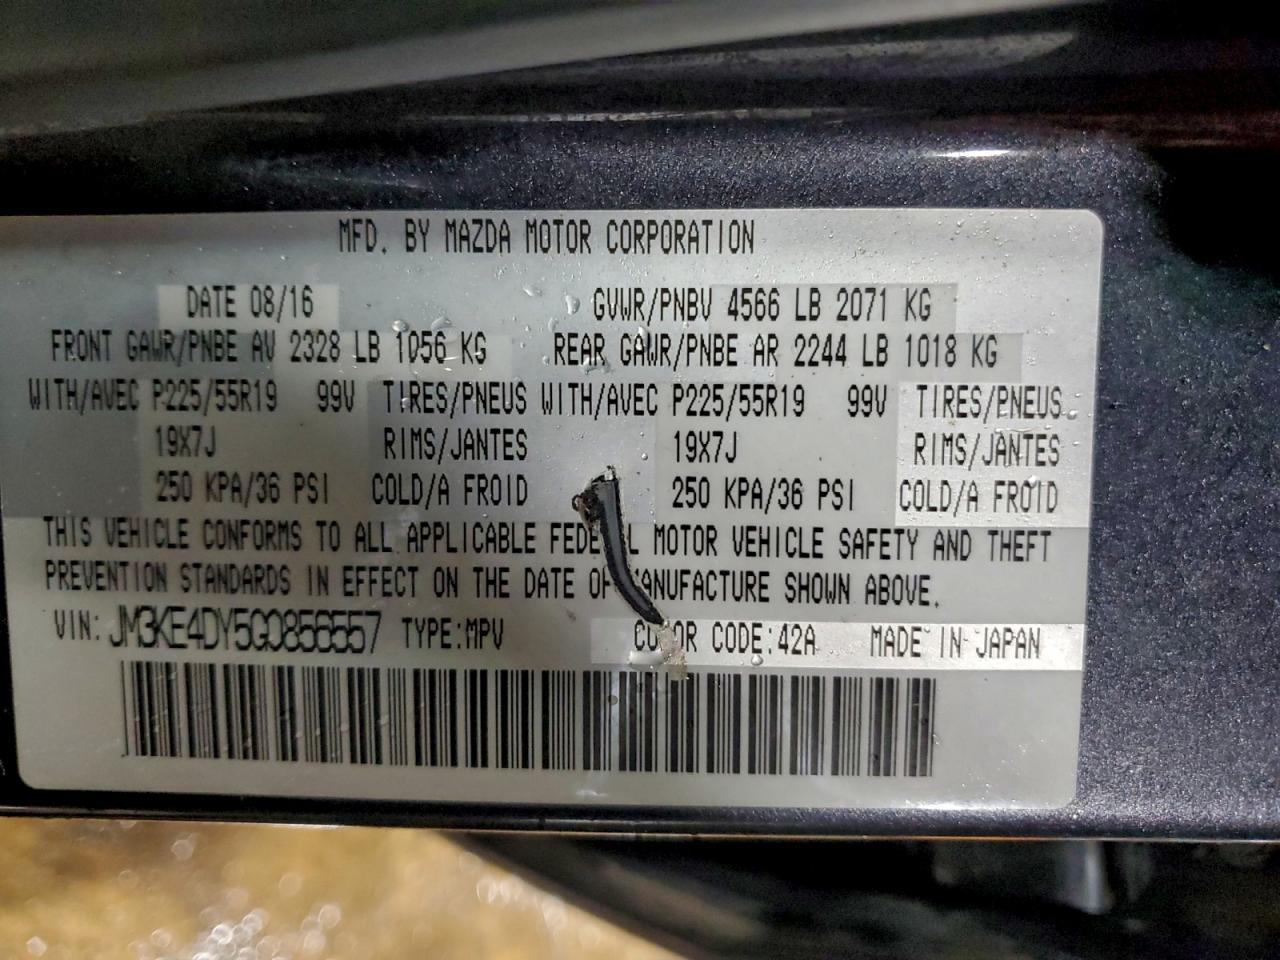 MFD. BY MAZDA MOTOR CORPORATION
DATE 08/16 GVWR/PNBV 4566 LB 2071 KG
FRONT GAWR/PNBE AV 2328 LB 1056 KG REAR GAWR/PNBE AR 2244 LB 1018 KG
WITH/AVEC P225/55R19 99V TIRES/PNEUS WITH/AVEC P225/55R19 99V TIRES/PNEUS
19X7J RIMS/JANTES 19X7J RIMS/JANTES
250 KPA/36 PSI COLD/A FROID 250 KPA/36 PSI COLD/A FROID
THIS VEHICLE CONFORMS TO ALL APPLICABLE FEDERAL MOTOR VEHICLE SAFETY AND THEFT
PREVENTION STANDARDS IN EFFECT ON THE DATE OF MANUFACTURE SHOWN ABOVE.
VIN: JM3KE4DY5G0856557 TYPE:MPV COLOR CODE:42A MADE IN JAPAN